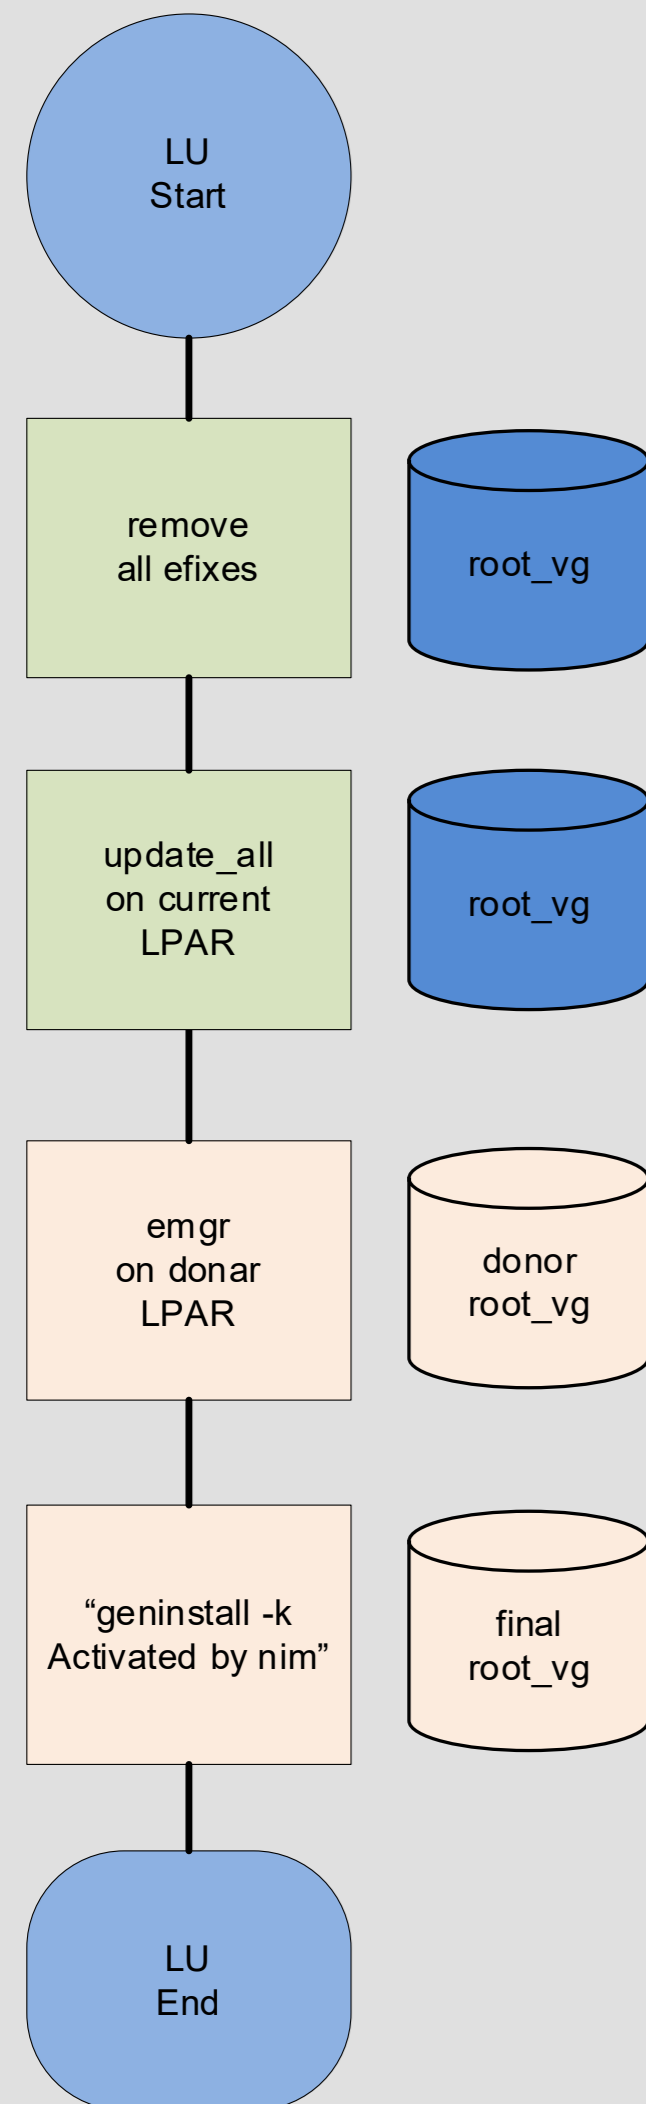 LU
Start
remove
all efixes
root_vg
update_all
on current
LPAR
root_vg
emgr
on donar
LPAR
donor
root_vg
“geninstall -k
Activated by nim”
final
root_vg
LU
End